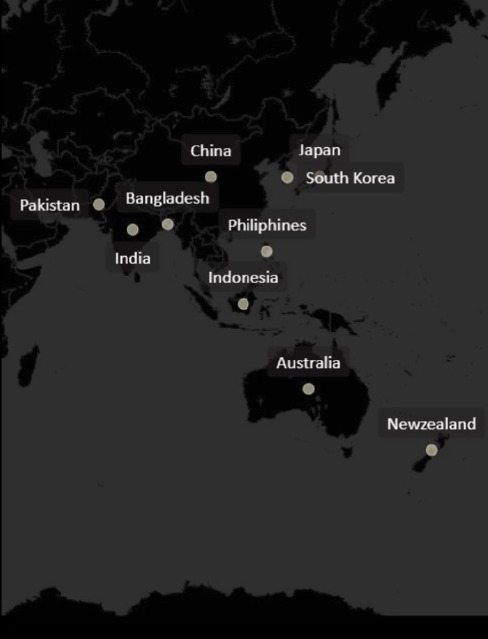 China
Japan
South Korea
Pakistan
Bangladesh
Philiphines
India
Indonesia
Australia
Newzealand